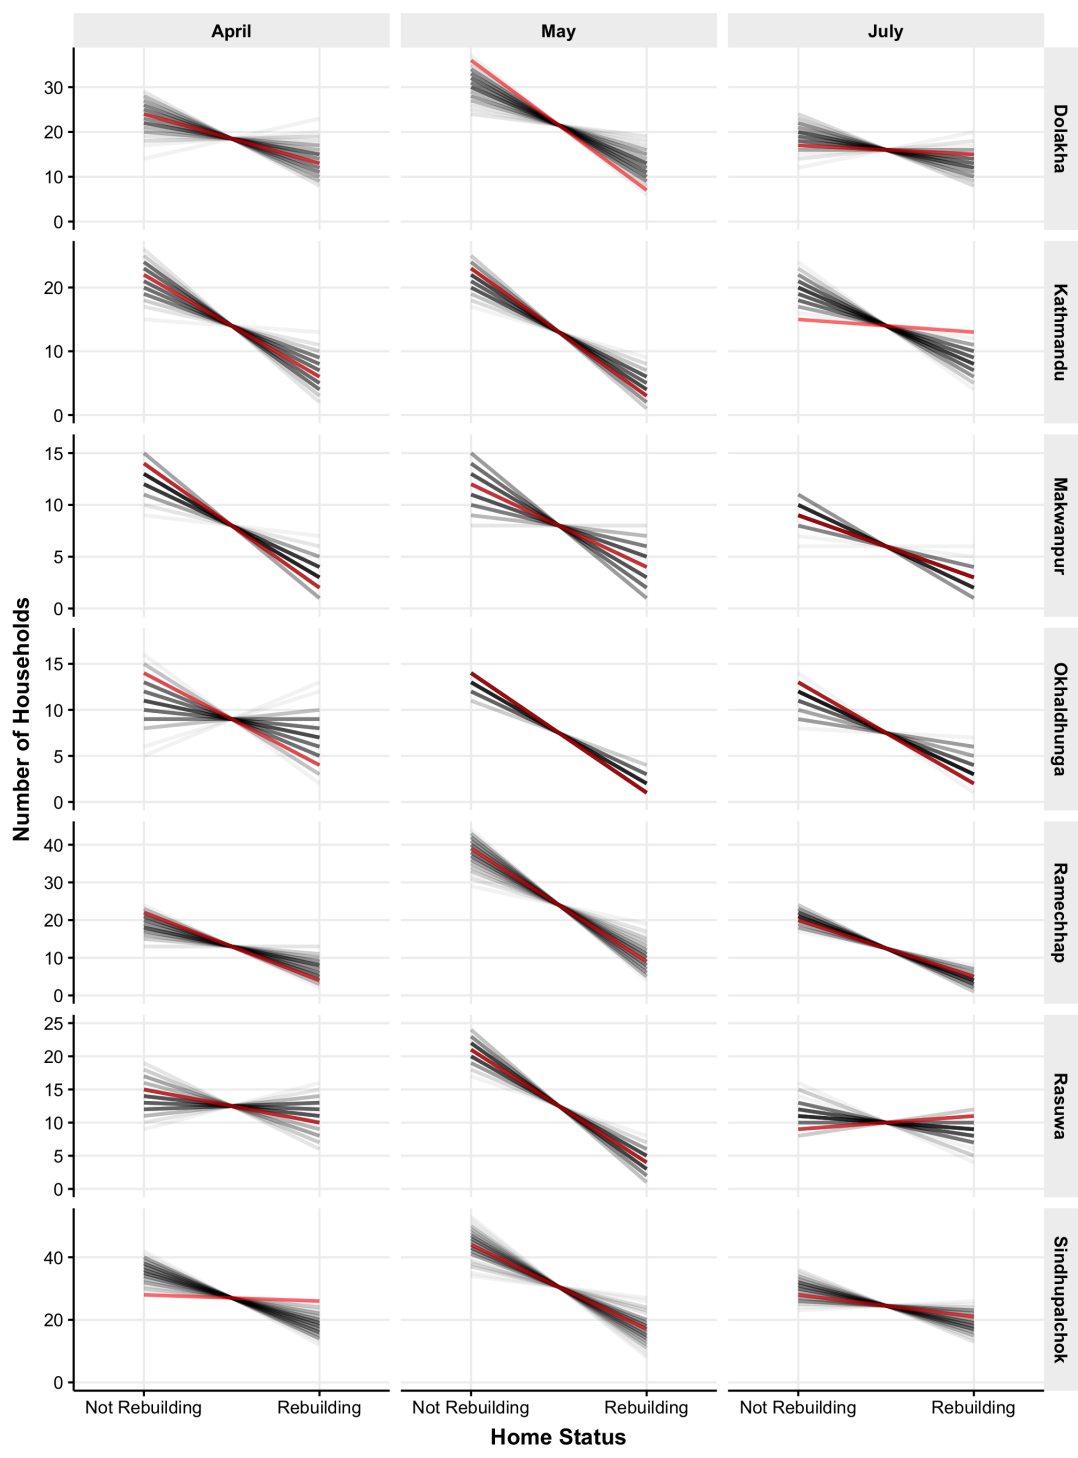 April May July
30
20
10
0
Dolakha
20
10
0
Kathmandu
15
10
5
0
Makwanpur
15
10
5
0
Okhaldhunga
40
30
20
10
0
Ramechhap
25
20
15
10
5
0
Rasuwa
40
20
0
Sindhupalchok
Number of Households
Not Rebuilding Rebuilding Not Rebuilding Rebuilding Not Rebuilding Rebuilding
Home Status